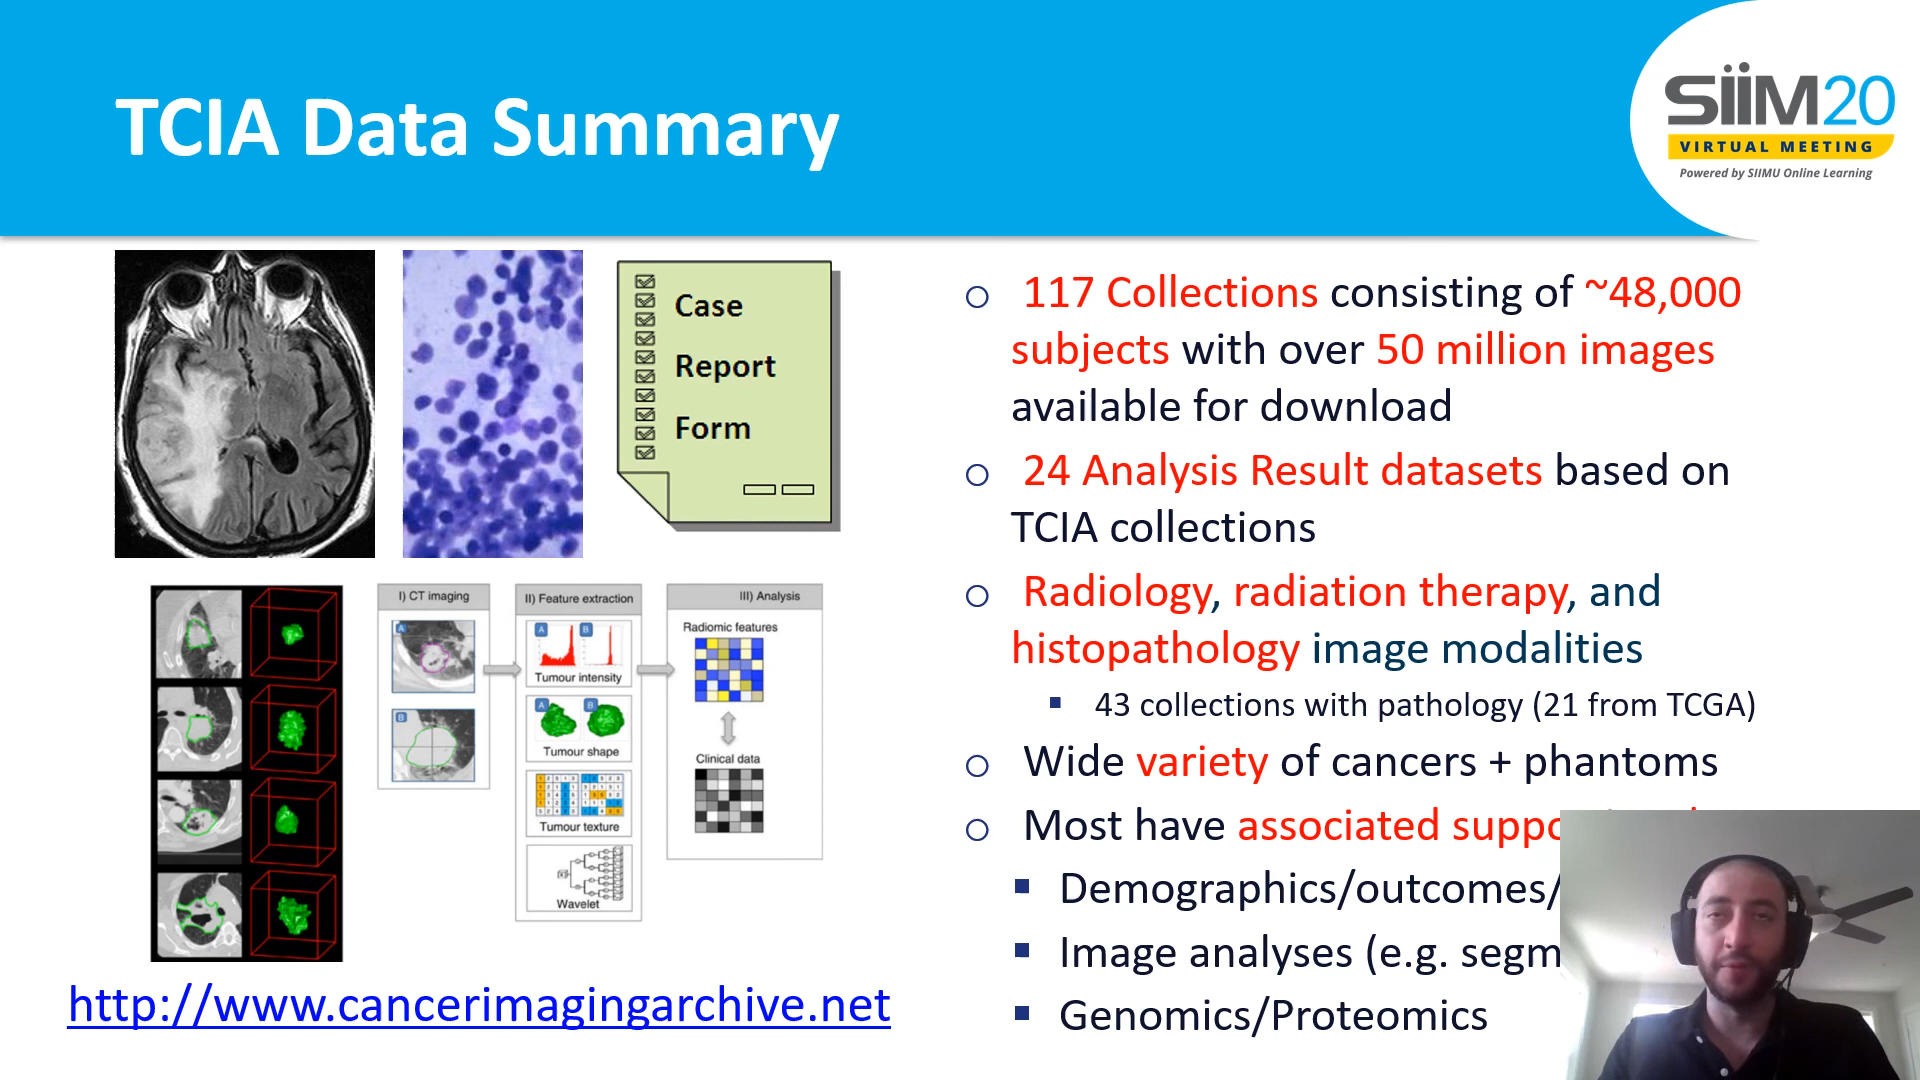 TCIA Data Summary
SiiM20
VIRTUAL MEETING
Powered by SIIMU Online Learning
Case
Report
Form
I) CT imaging
II) Feature extraction
III) Analysis
A
B
A B
Tumour intensity
A B
Tumour shape
Tumour texture
Wavelet
Radiomic features
Clinical data
http://www.cancerimagingarchive.net
117 Collections consisting of ~48,000
subjects with over 50 million images
available for download
24 Analysis Result datasets based on
TCIA collections
Radiology, radiation therapy, and
histopathology image modalities
43 collections with pathology (21 from TCGA)
Wide variety of cancers + phantoms
Most have associated
Demographics/outcomes/
Image analyses (e.g.
Genomics/Proteomics